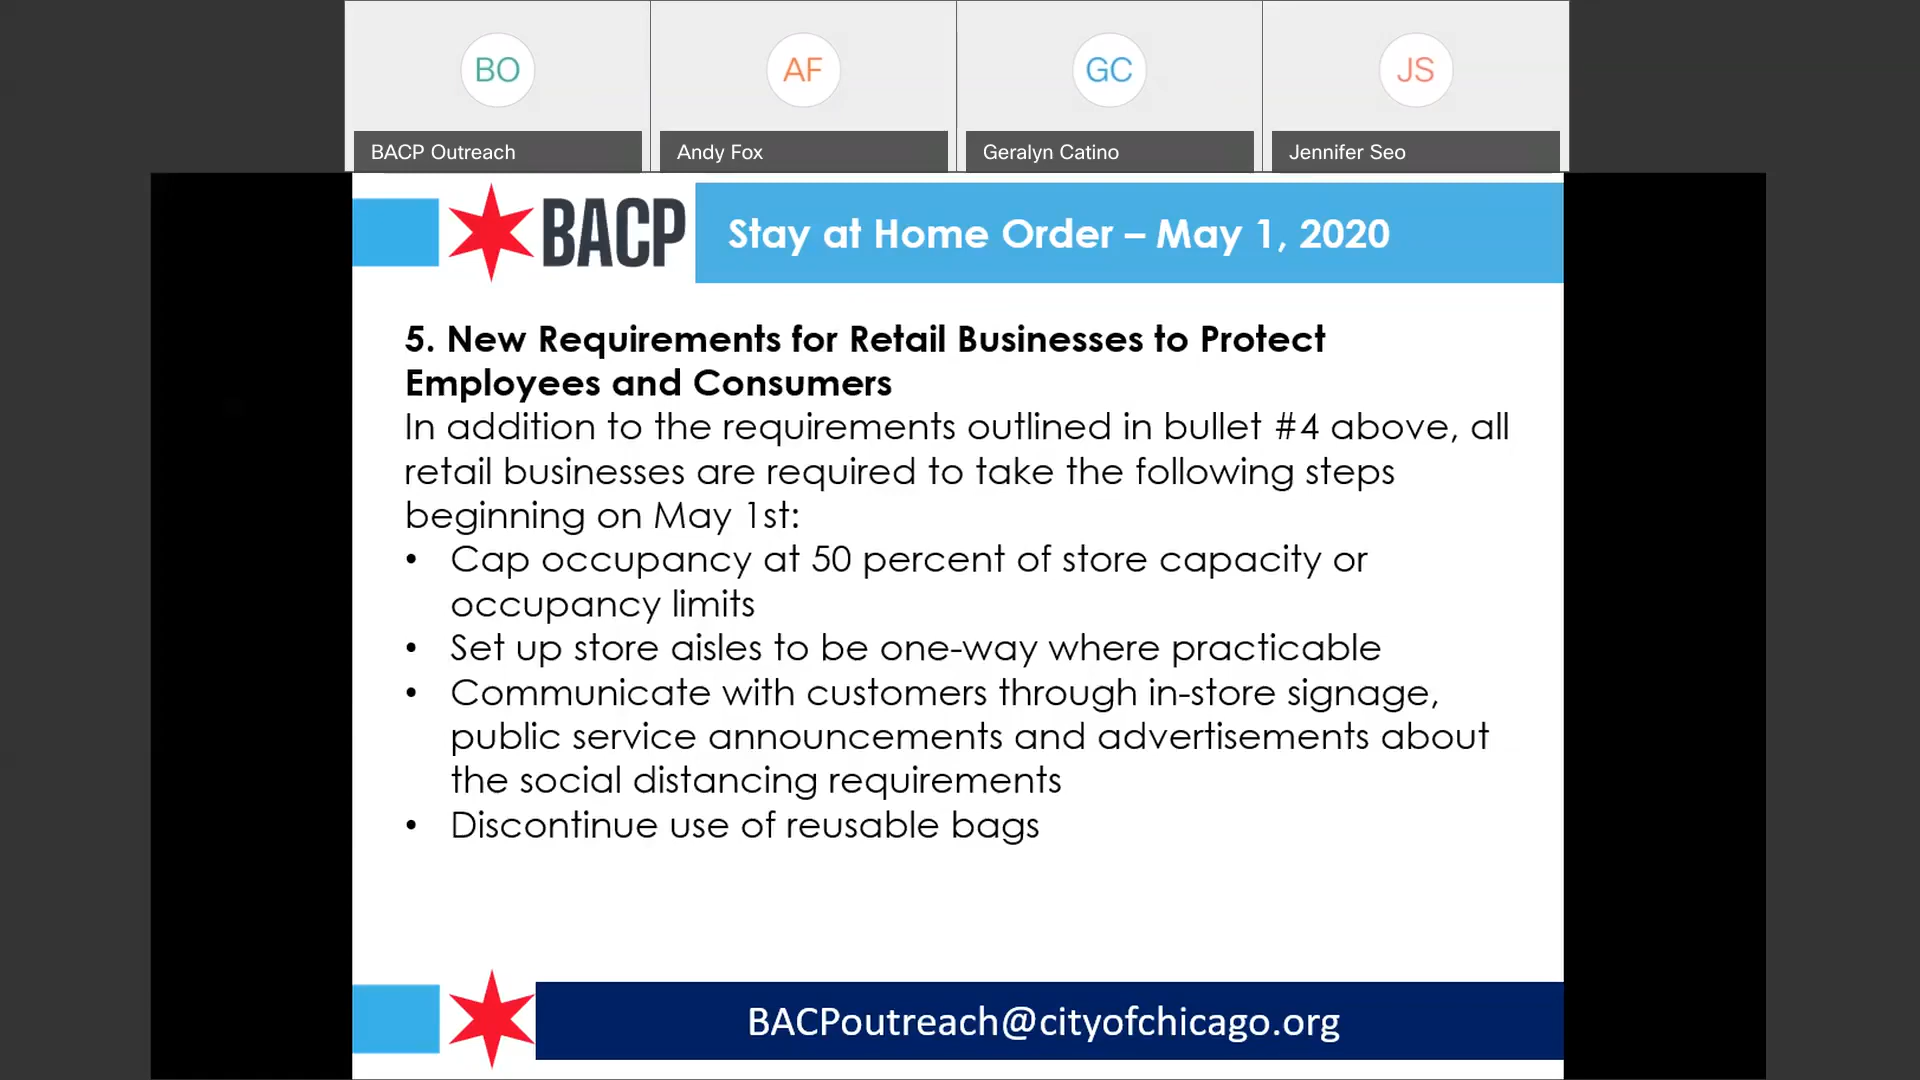 BO
AF
GC
JS
BACP Outreach
Andy Fox
Geralyn Catino
Jennifer Seo
BACP
Stay at Home Order – May 1, 2020
5. New Requirements for Retail Businesses to Protect
Employees and Consumers
In addition to the requirements outlined in bullet #4 above, all
retail businesses are required to take the following steps
beginning on May 1st:
• Cap occupancy at 50 percent of store capacity or
occupancy limits
• Set up store aisles to be one-way where practicable
• Communicate with customers through in-store signage,
public service announcements and advertisements about
the social distancing requirements
• Discontinue use of reusable bags
BACPoutreach@cityofchicago.org